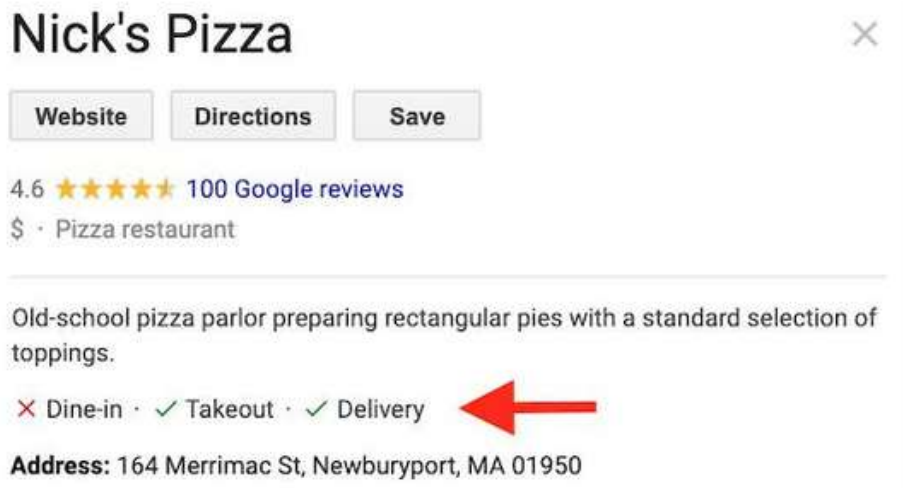 Nick's Pizza
Website Directions Save
4.6 100 Google reviews
$ · Pizza restaurant
Old-school pizza parlor preparing rectangular pies with a standard selection of
toppings.
Dine-in · Takeout · Delivery
Address: 164 Merrimac St, Newburyport, MA 01950